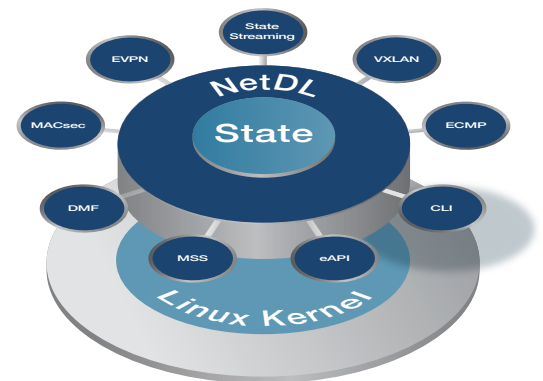 State
Streaming
EVPN
VXLAN
NetDL
MACsec
State
ECMP
DMF
CLI
MSS
eAPI
Linux Kernel